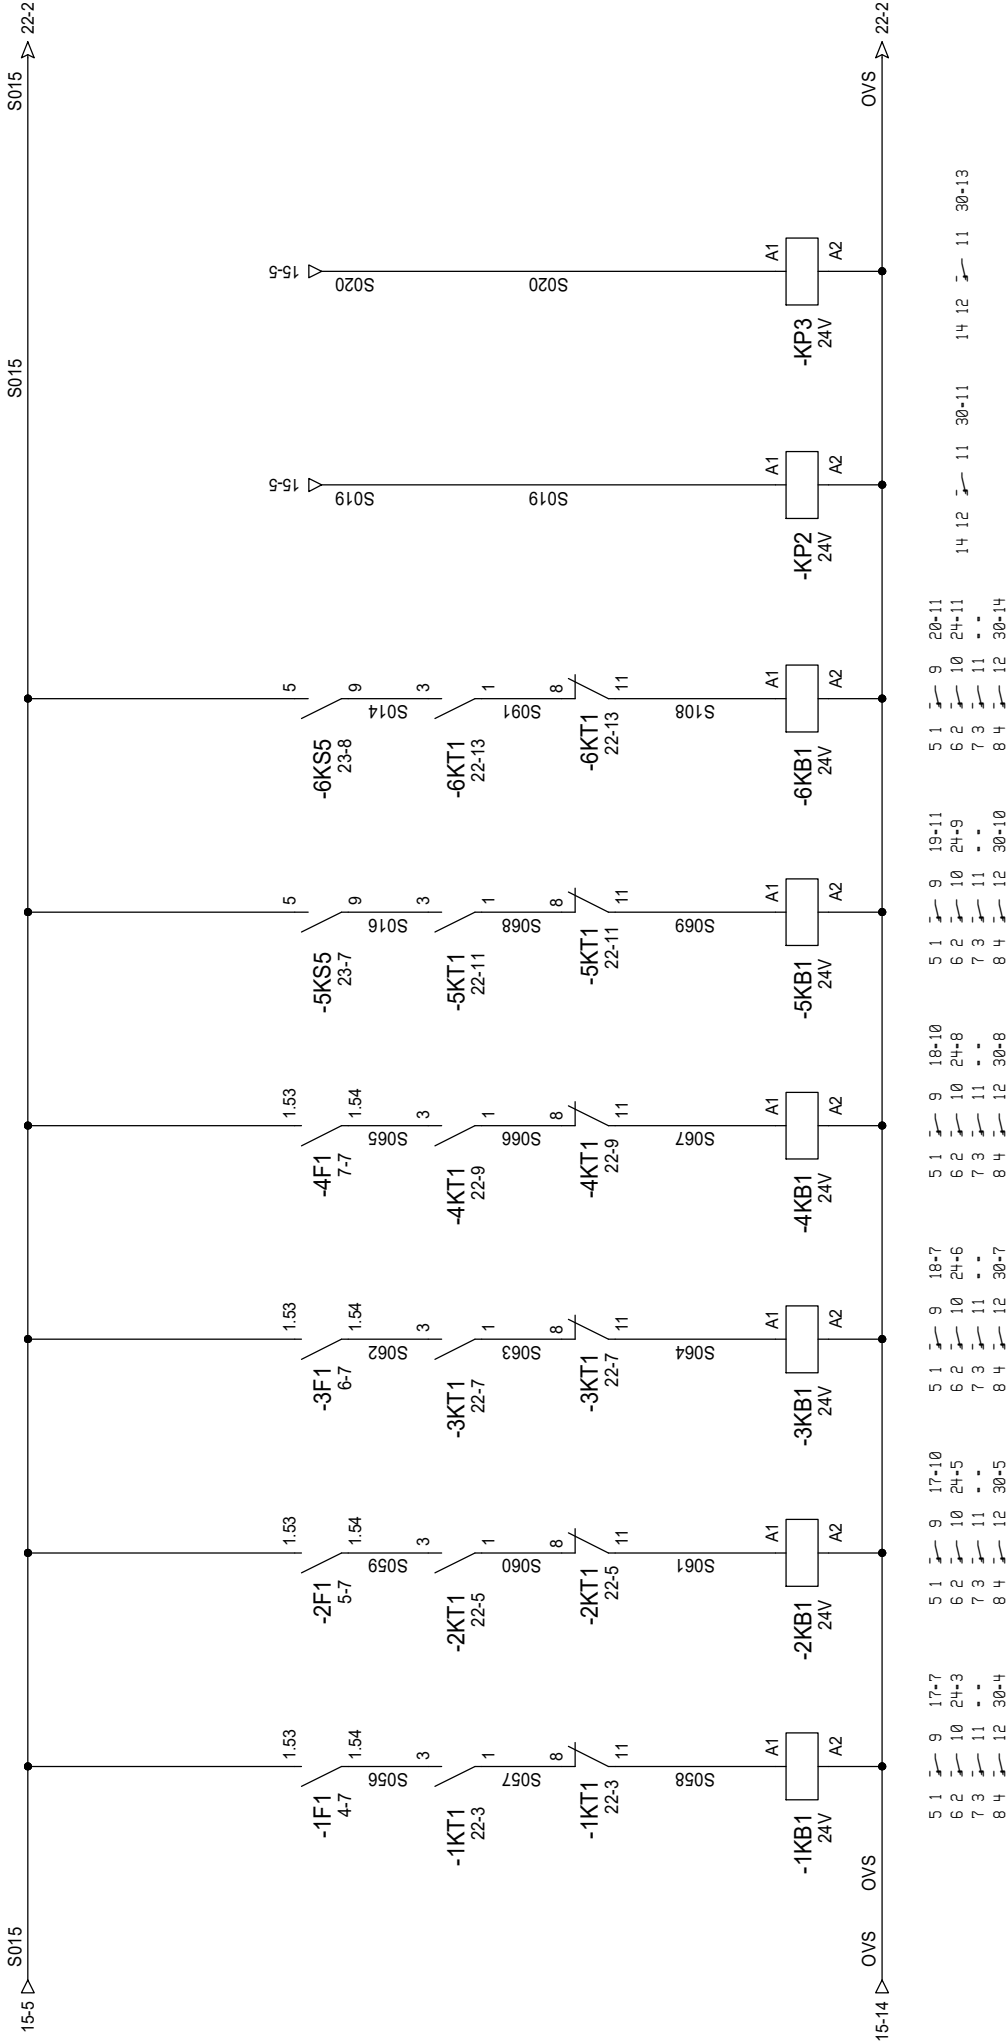 15-5 S015 S015 S015 22-2
-1F1
4-7
1.53
1.54
S056
-1KT1
22-3
3
1
S057
-1KT1
22-3
8
11
S058
-1KB1
24V
A1
A2
-2F1
5-7
1.53
1.54
S059
-2KT1
22-5
3
1
S060
-2KT1
22-5
8
11
S061
-2KB1
24V
A1
A2
-3F1
6-7
1.53
1.54
S062
-3KT1
22-7
3
1
S063
-3KT1
22-7
8
11
S064
-3KB1
24V
A1
A2
-4F1
7-7
1.53
1.54
S065
-4KT1
22-9
3
1
S066
-4KT1
22-9
8
11
S067
-4KB1
24V
A1
A2
-5KS5
23-7
5
9
S016
-5KT1
22-11
3
1
S068
-5KT1
22-11
8
11
S069
-5KB1
24V
A1
A2
-6KS5
23-8
5
9
S014
-6KT1
22-13
3
1
S091
-6KT1
22-13
8
11
S108
-6KB1
24V
A1
A2
15-5
S019
S019
-KP2
24V
A1
A2
15-5
S020
S020
-KP3
24V
A1
A2
15-14 OVS OVS OVS 22-2
5 1 9 17-7
6 2 10 24-3
7 3 11 - -
8 4 12 30-4
5 1 9 17-10
6 2 10 24-5
7 3 11 - -
8 4 12 30-5
5 1 9 18-7
6 2 10 24-6
7 3 11 - -
8 4 12 30-7
5 1 9 18-10
6 2 10 24-8
7 3 11 - -
8 4 12 30-8
5 1 9 19-11
6 2 10 24-9
7 3 11 - -
8 4 12 30-10
5 1 9 20-11
6 2 10 24-11
7 3 11 - -
8 4 12 30-14
14 12 11 30-11
14 12 11 30-13